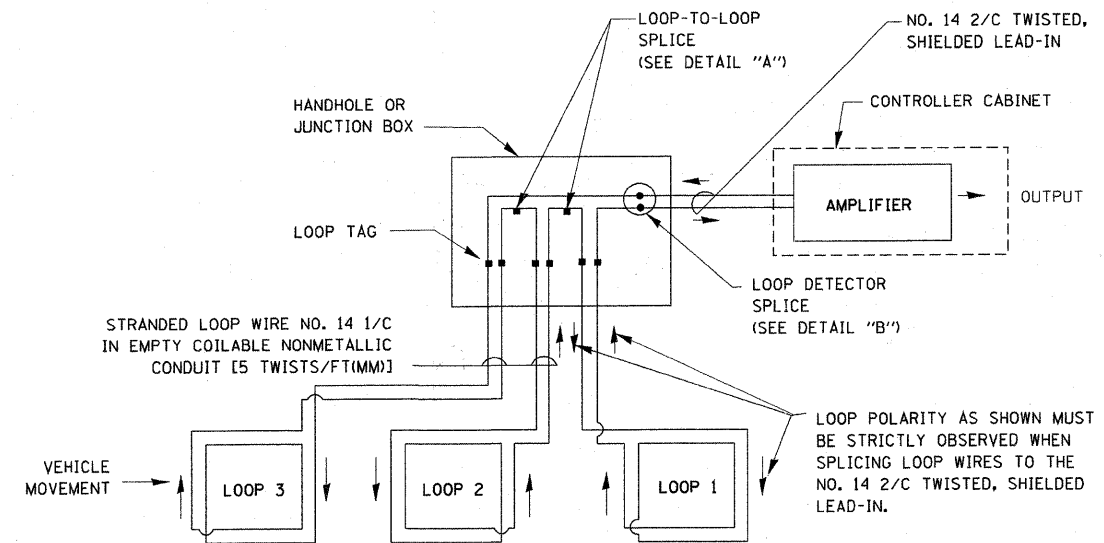 LOOP-TO-LOOP
SPLICE
(SEE DETAIL "A")
NO. 14 2/C TWISTED,
SHIELDED LEAD-IN
HANDHOLE OR
JUNCTION BOX
CONTROLLER CABINET
AMPLIFIER
OUTPUT
LOOP TAG
LOOP DETECTOR
SPLICE
(SEE DETAIL "B")
STRANDED LOOP WIRE NO. 14 1/C
IN EMPTY COILABLE NONMETALLIC
CONDUIT [5 TWISTS/FT(MM)]
LOOP POLARITY AS SHOWN MUST
BE STRICTLY OBSERVED WHEN
SPLICING LOOP WIRES TO THE
NO. 14 2/C TWISTED, SHIELDED
LEAD-IN.
VEHICLE
MOVEMENT
LOOP 3
LOOP 2
LOOP 1